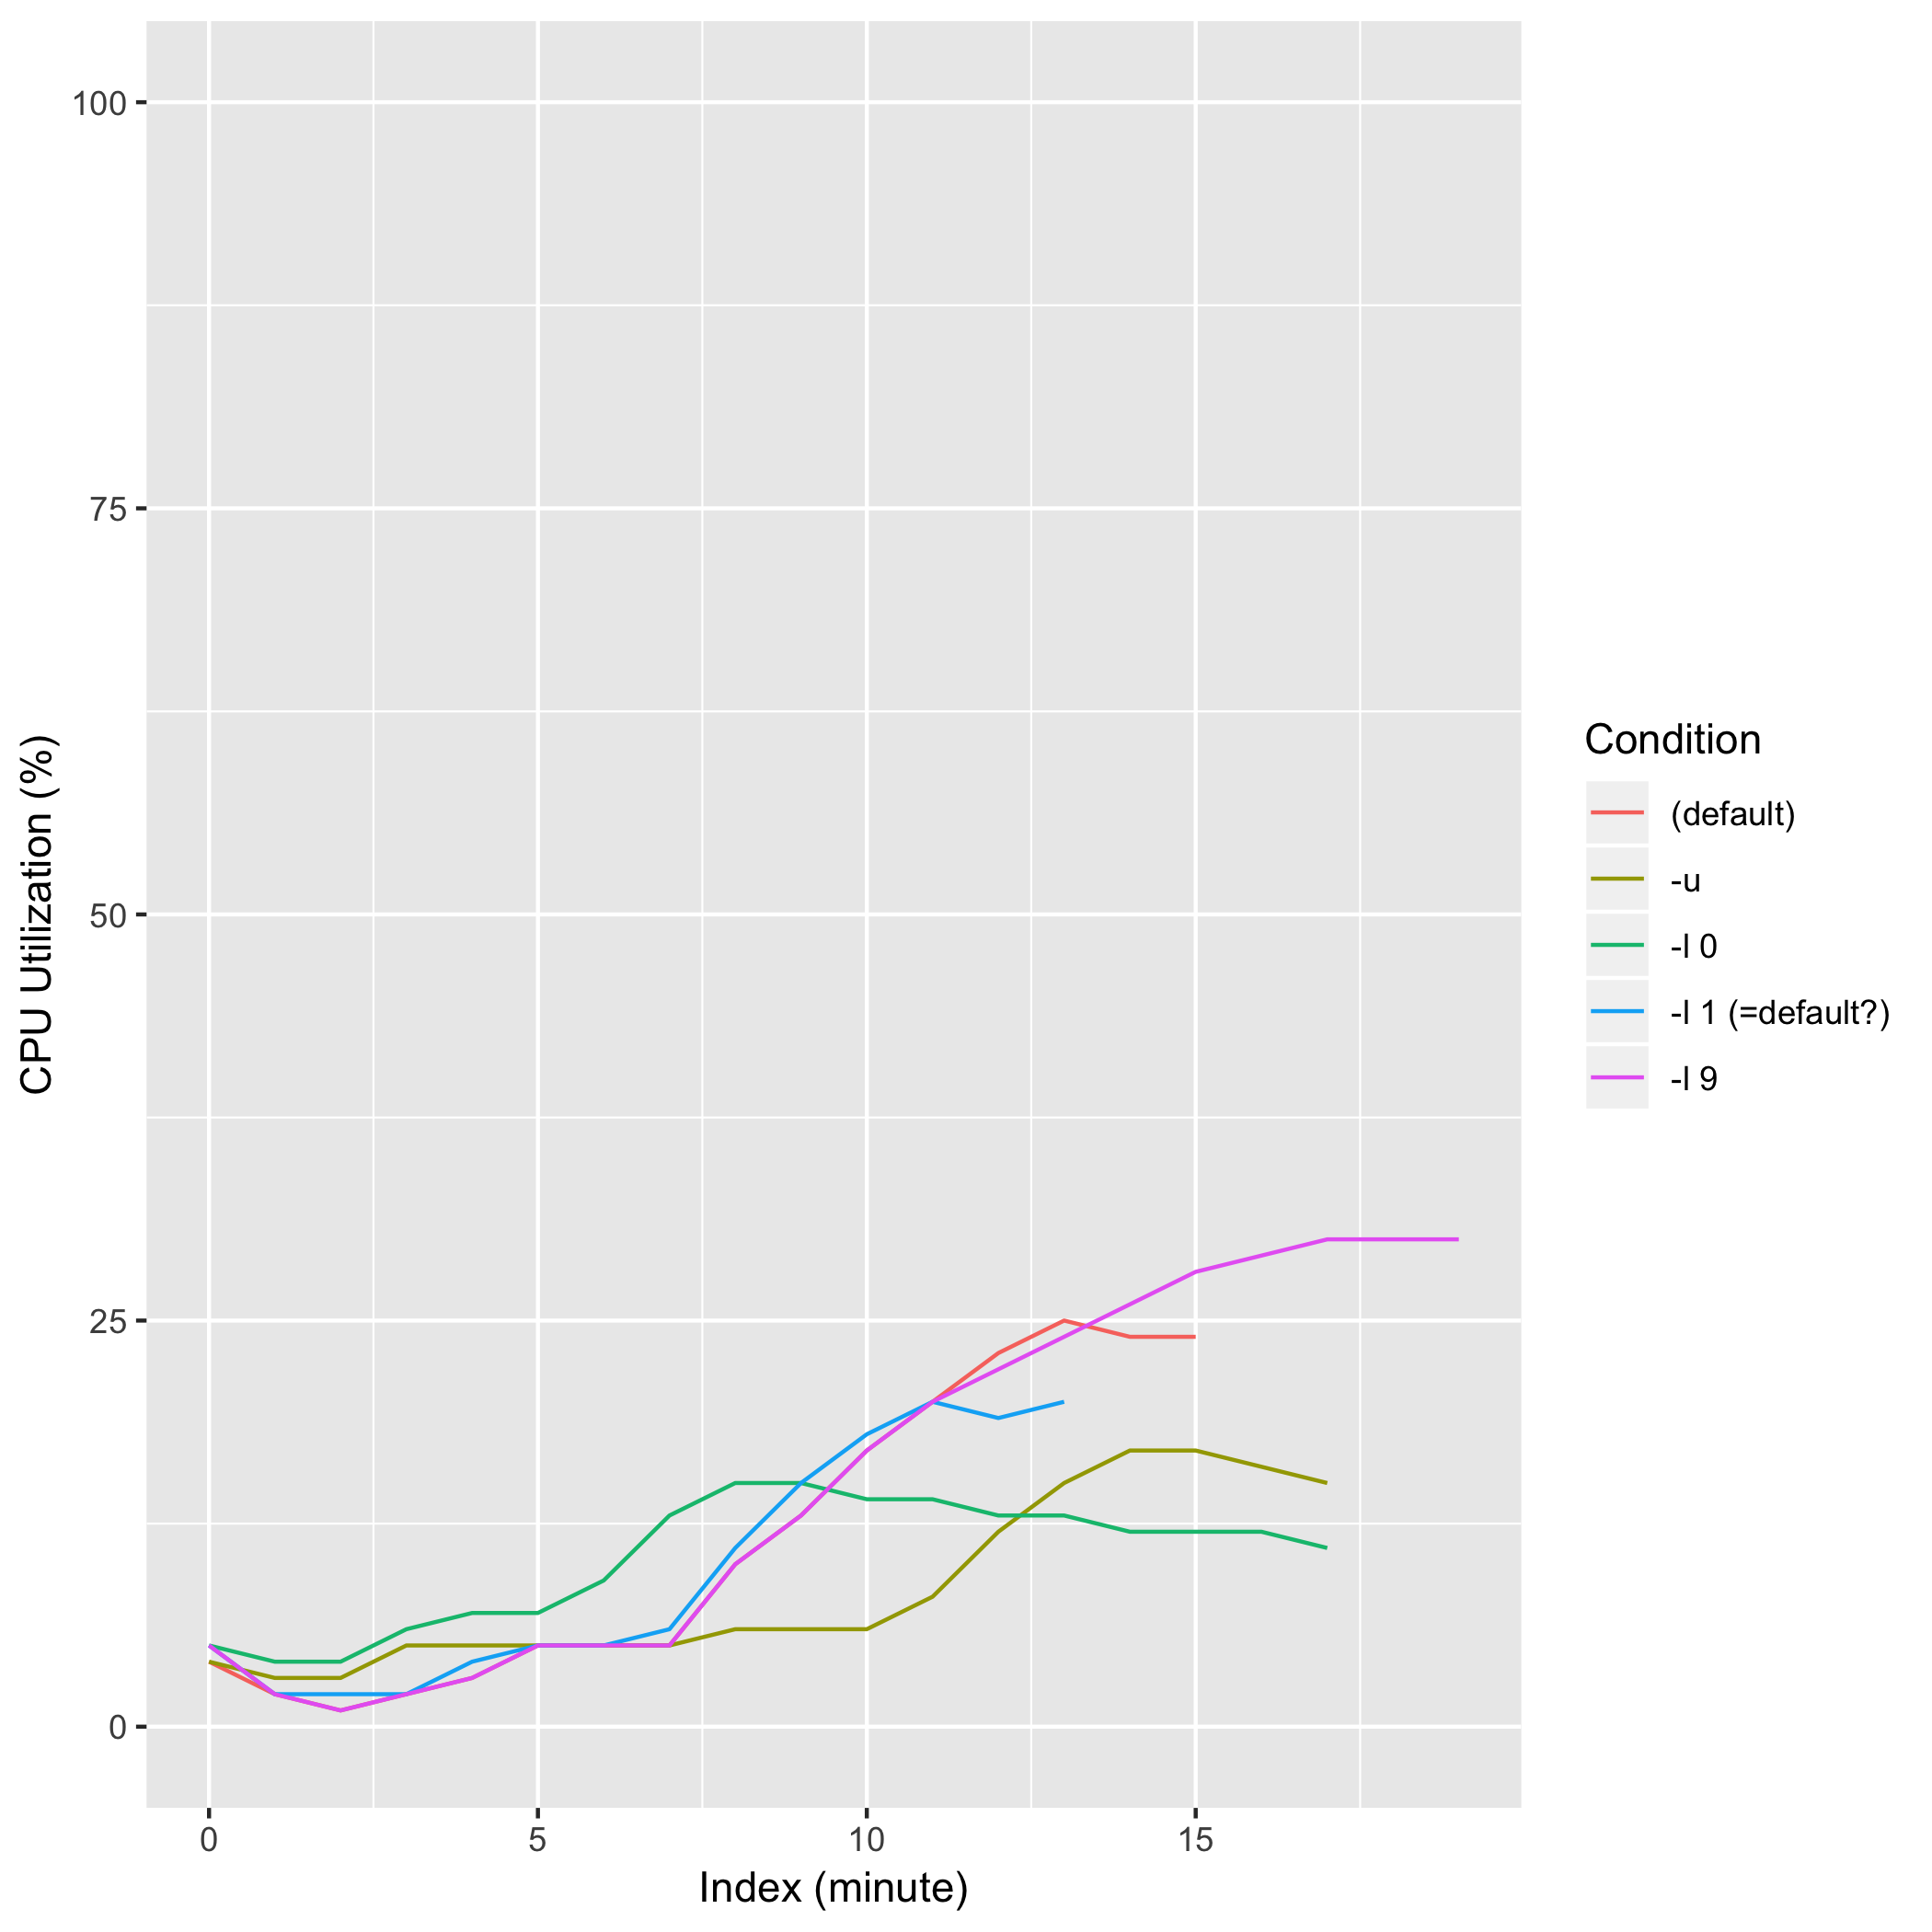 100
75
50
25
0
0 5 10 15
Index (minute)
CPU Utilization (%)
Condition
(default)
-u
-l 0
-l 1 (=default?)
-l 9